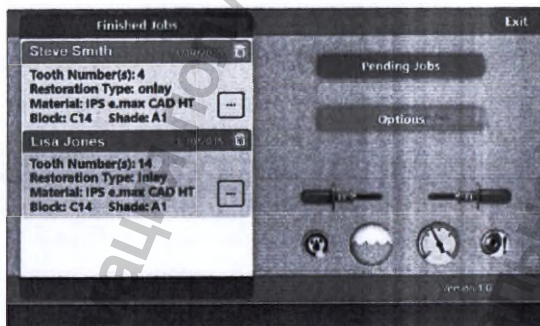 Finished Jobs
Exit
Steve Smith
Tooth Number(s): 4
Restoration Type: onlay
Material: IPS e.max CAD HT
Block: C14 Shade: A1
Lisa Jones
Tooth Number(s): 14
Restoration Type: Inlay
Material: IPS e.max CAD HT
Block: C14 Shade: A1
Pending Jobs
Options
Version 1.0